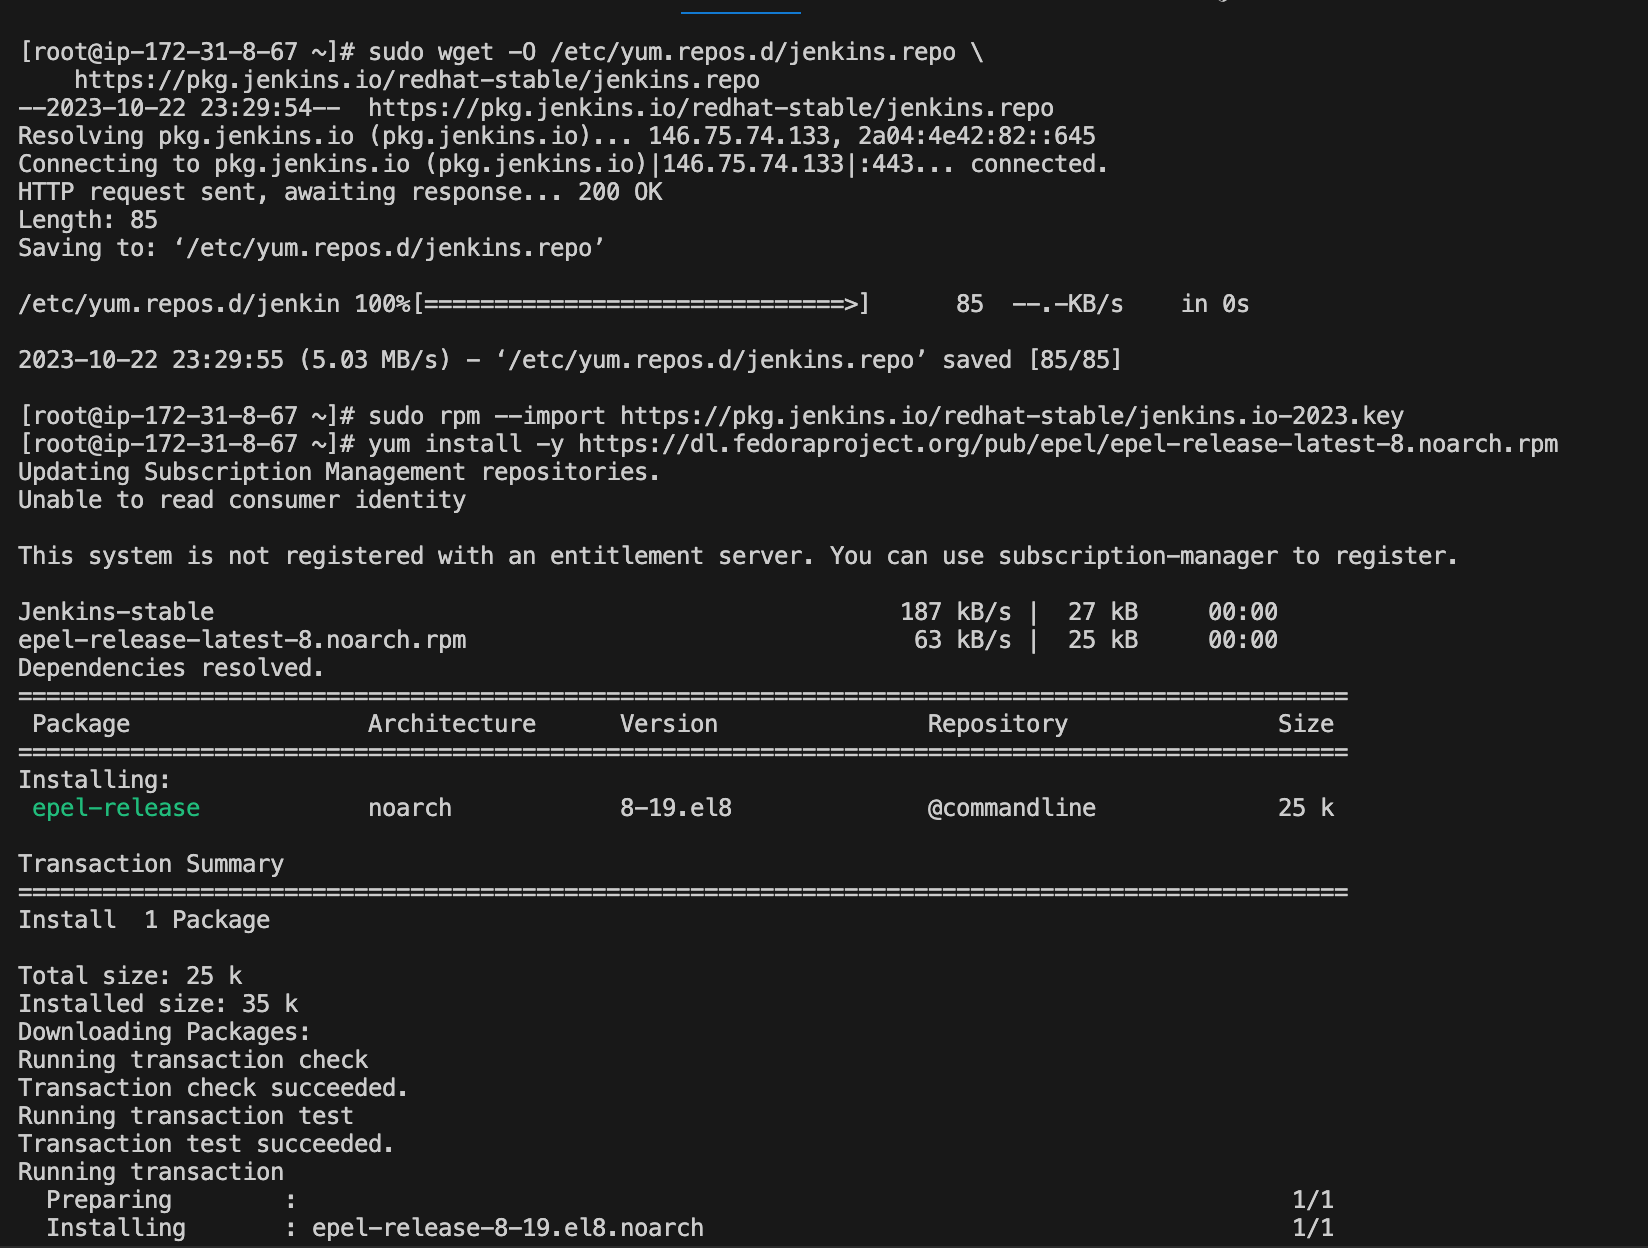 [root@ip-172-31-8-67 ~]# sudo wget -O /etc/yum.repos.d/jenkins.repo \
    https://pkg.jenkins.io/redhat-stable/jenkins.repo
--2023-10-22 23:29:54--  https://pkg.jenkins.io/redhat-stable/jenkins.repo
Resolving pkg.jenkins.io (pkg.jenkins.io)... 146.75.74.133, 2a04:4e42:82::645
Connecting to pkg.jenkins.io (pkg.jenkins.io)|146.75.74.133|:443... connected.
HTTP request sent, awaiting response... 200 OK
Length: 85
Saving to: ‘/etc/yum.repos.d/jenkins.repo’

/etc/yum.repos.d/jenkin 100%[==============================>]      85  --.-KB/s    in 0s

2023-10-22 23:29:55 (5.03 MB/s) - ‘/etc/yum.repos.d/jenkins.repo’ saved [85/85]

[root@ip-172-31-8-67 ~]# sudo rpm --import https://pkg.jenkins.io/redhat-stable/jenkins.io-2023.key
[root@ip-172-31-8-67 ~]# yum install -y https://dl.fedoraproject.org/pub/epel/epel-release-latest-8.noarch.rpm
Updating Subscription Management repositories.
Unable to read consumer identity

This system is not registered with an entitlement server. You can use subscription-manager to register.

Jenkins-stable                                                 187 kB/s |  27 kB     00:00
epel-release-latest-8.noarch.rpm                                63 kB/s |  25 kB     00:00
Dependencies resolved.
===============================================================================================
 Package                 Architecture      Version               Repository               Size
===============================================================================================
Installing:
 epel-release            noarch            8-19.el8              @commandline             25 k

Transaction Summary
===============================================================================================
Install  1 Package

Total size: 25 k
Installed size: 35 k
Downloading Packages:
Running transaction check
Transaction check succeeded.
Running transaction test
Transaction test succeeded.
Running transaction
  Preparing        :                                                                       1/1
  Installing       : epel-release-8-19.el8.noarch                                          1/1